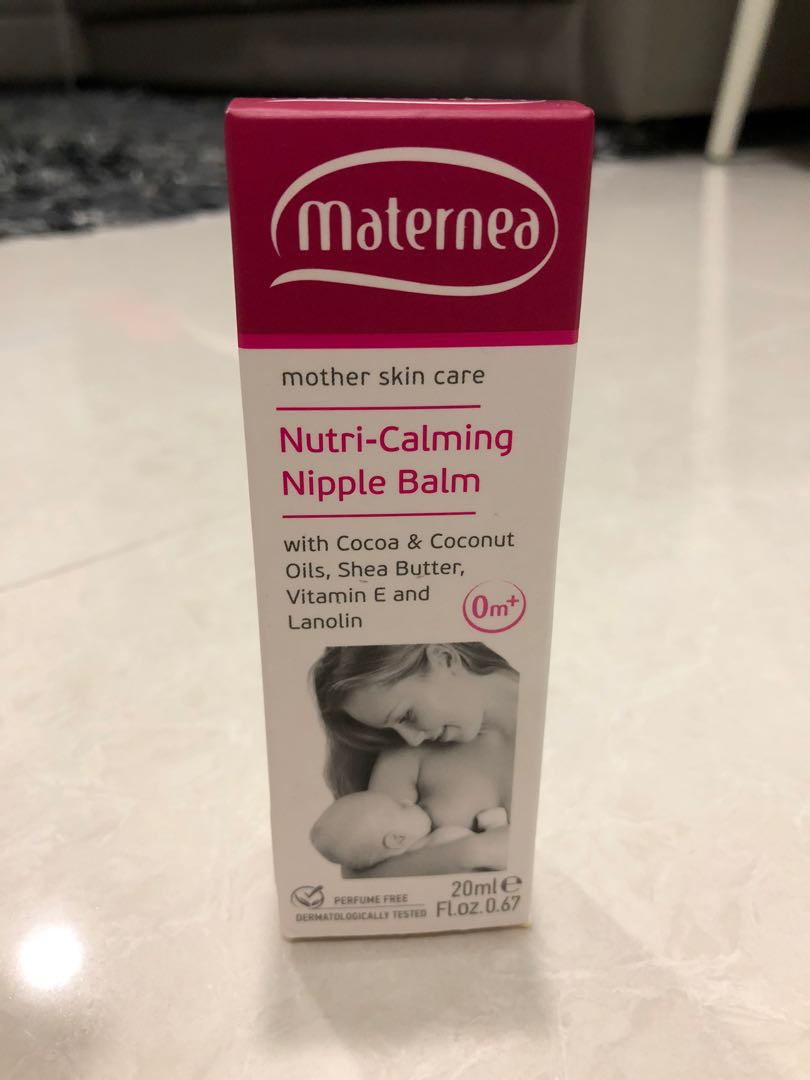 maternea
mother skin care
Nutri-Calming
Nipple Balm
with Cocoa & Coconut
Oils, Shea Butter,
Vitamin E and
Lanolin
0m+
PERFUME FREE
DERMATOLOGICALLY TESTED
20ml ℮
Fl.oz.0.67